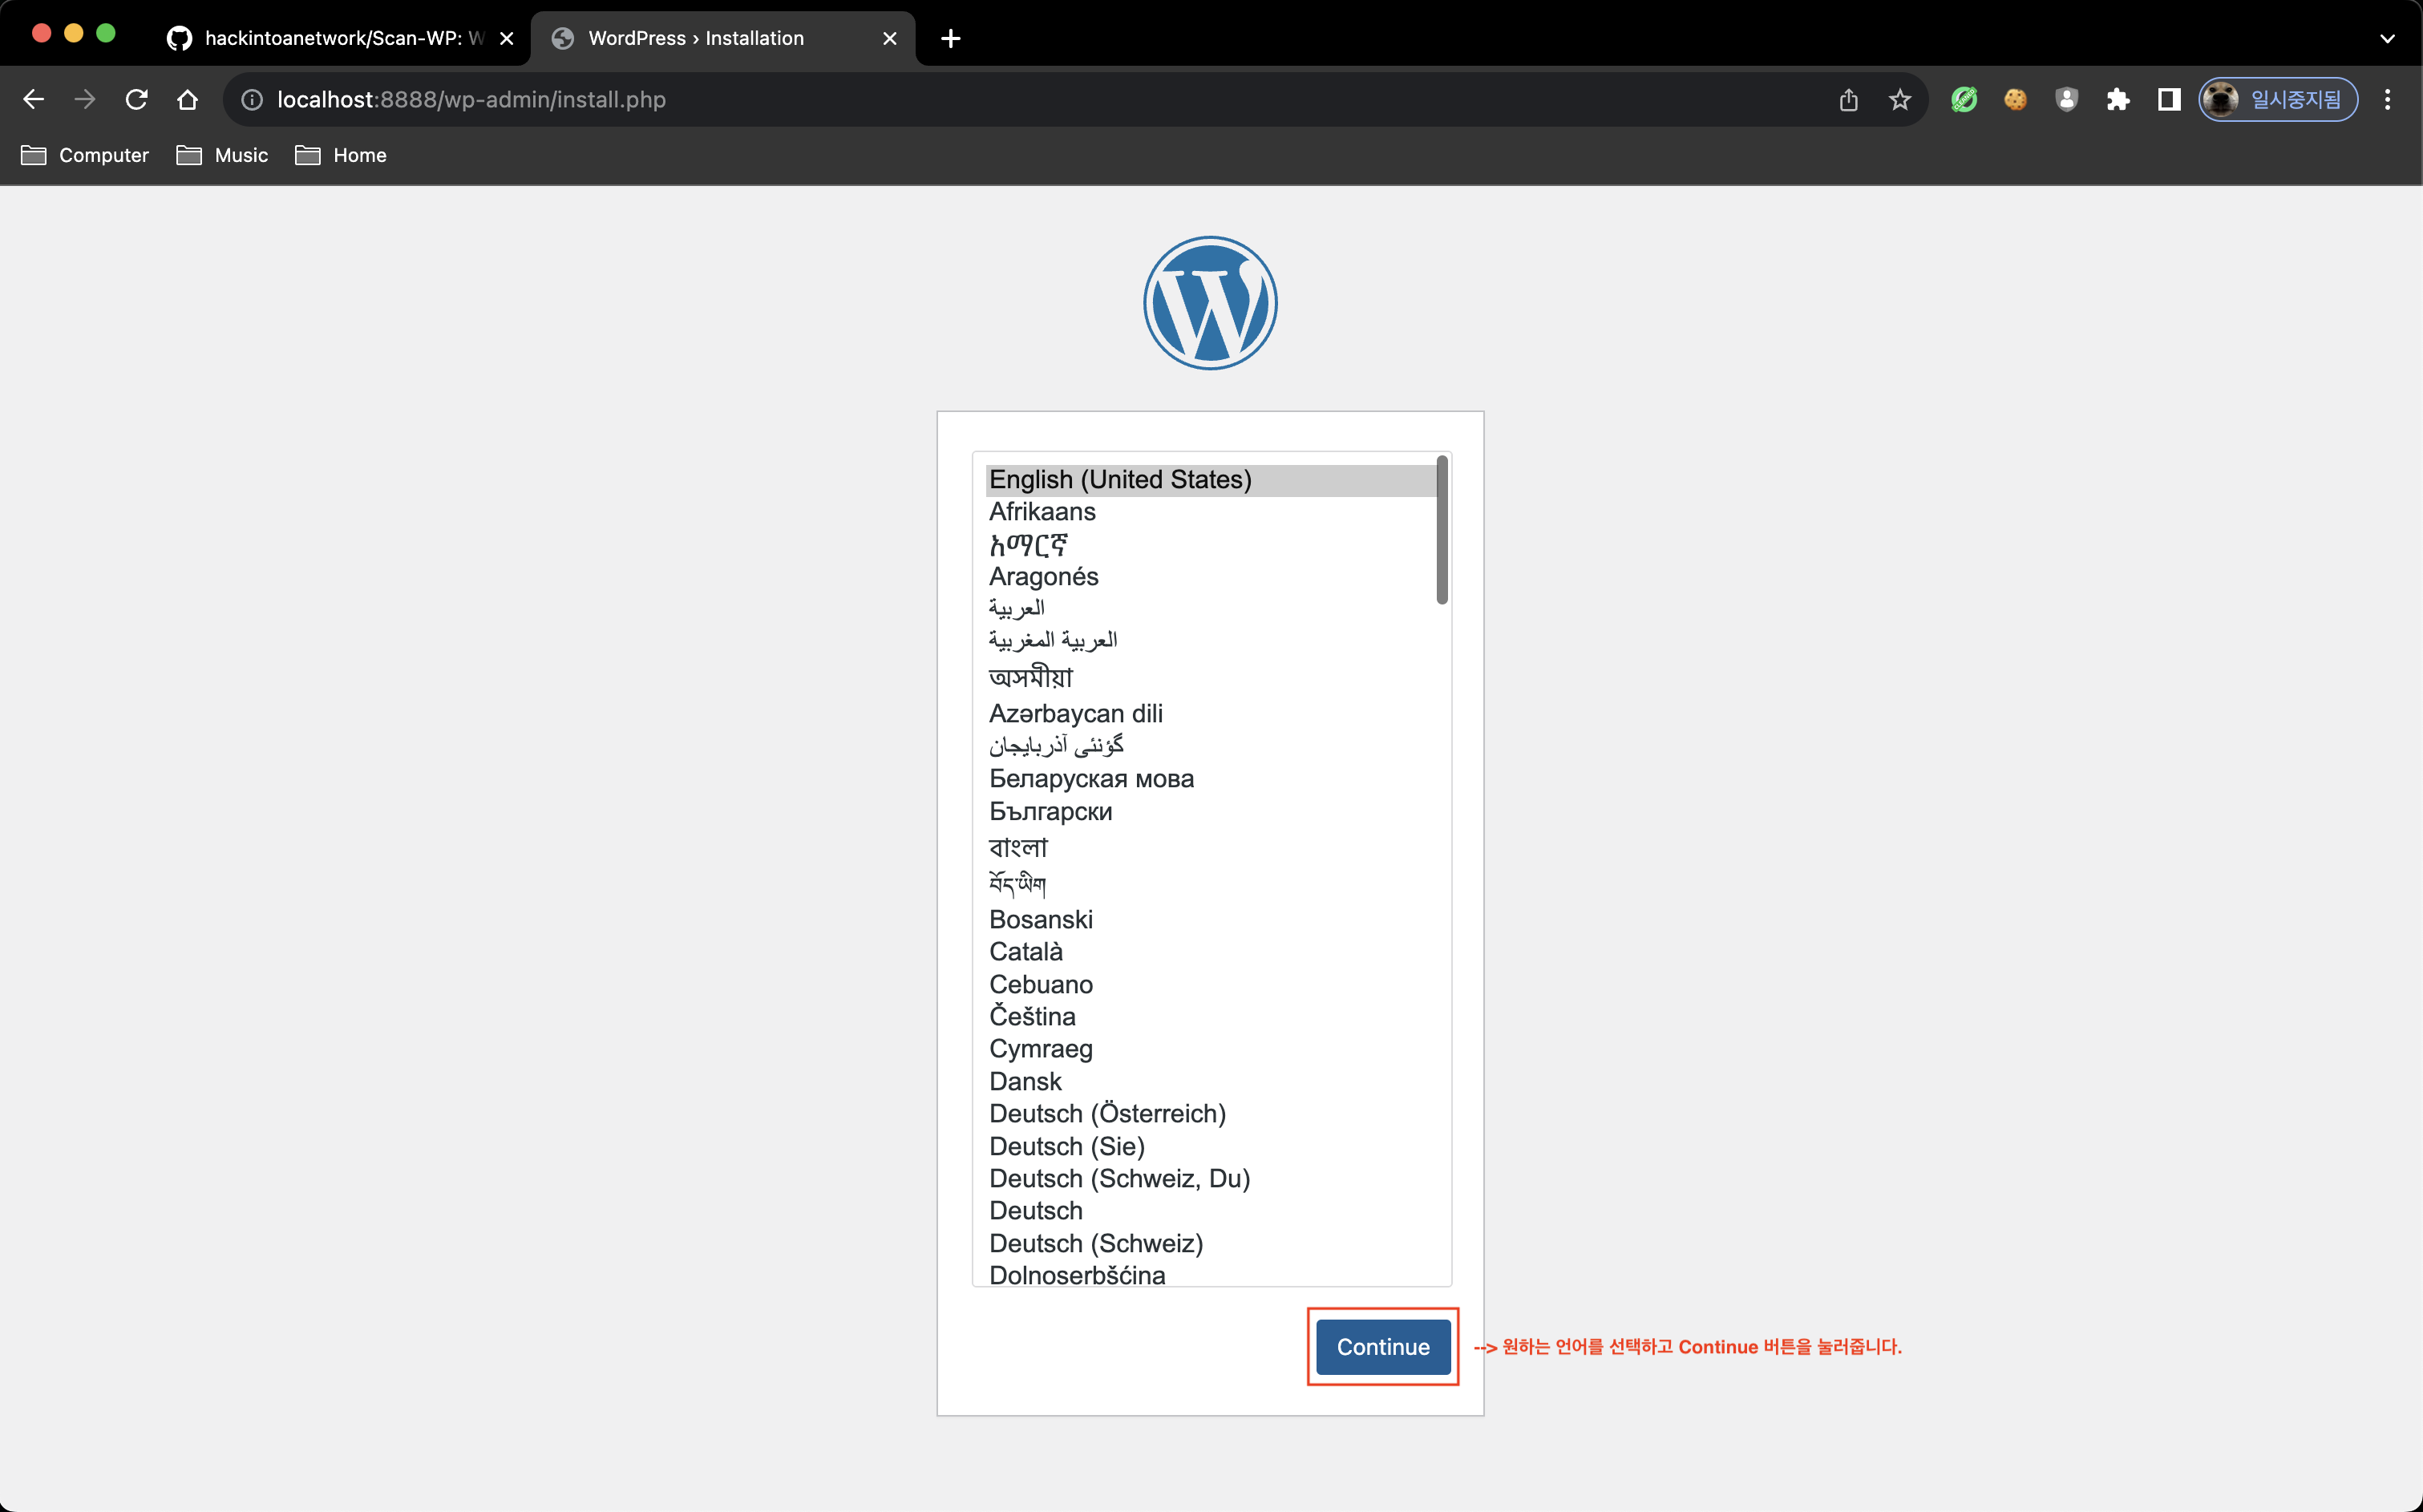 hackintoanetwork/Scan-WP: W
WordPress › Installation
localhost:8888/wp-admin/install.php
일시중지됨
Computer
Music
Home
English (United States)
Afrikaans
አማርኛ
Aragonés
العربية
العربية المغربية
অসমীয়া
Azərbaycan dili
گؤنئی آذربایجان
Беларуская мова
Български
বাংলা
བོད་ཡིག
Bosanski
Català
Cebuano
Čeština
Cymraeg
Dansk
Deutsch (Österreich)
Deutsch (Sie)
Deutsch (Schweiz, Du)
Deutsch
Deutsch (Schweiz)
Dolnoserbšćina
Continue
--> 원하는 언어를 선택하고 Continue 버튼을 눌러줍니다.